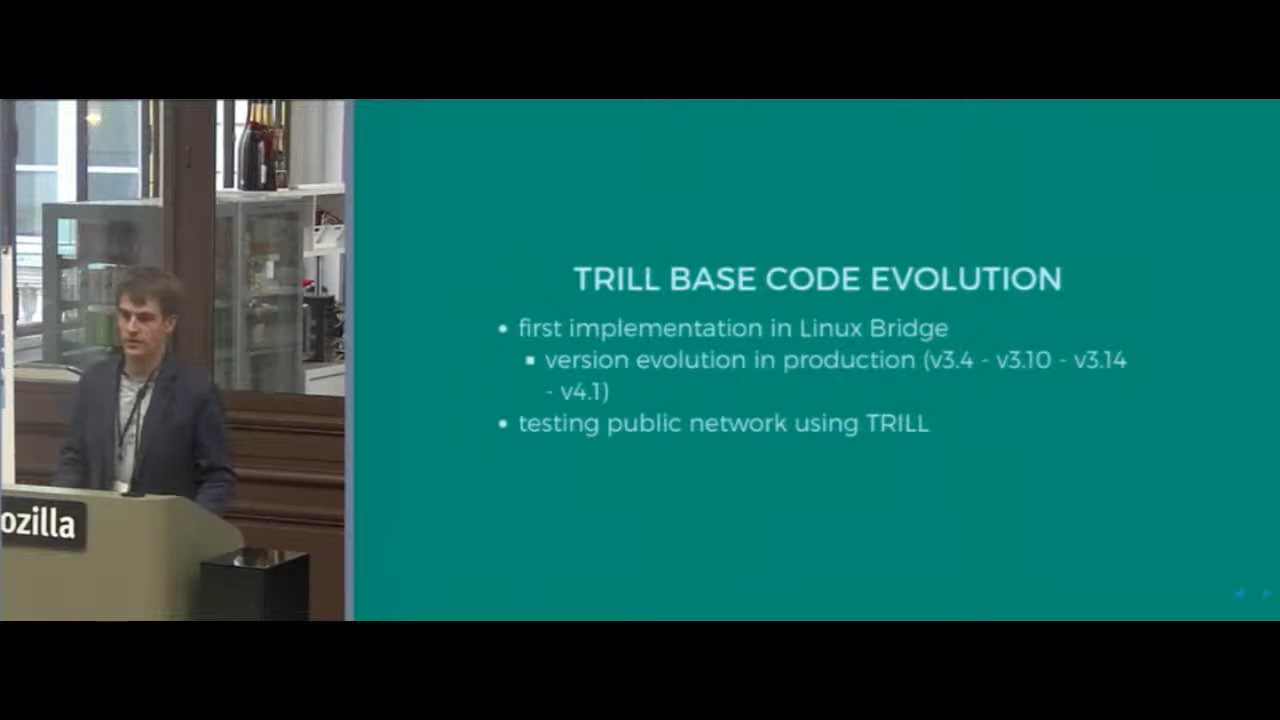 TRILL BASE CODE EVOLUTION
• first implementation in Linux Bridge
▪ version evolution in production (v3.4 - v3.10 - v3.14
- v4.1)
• testing public network using TRILL
ozilla